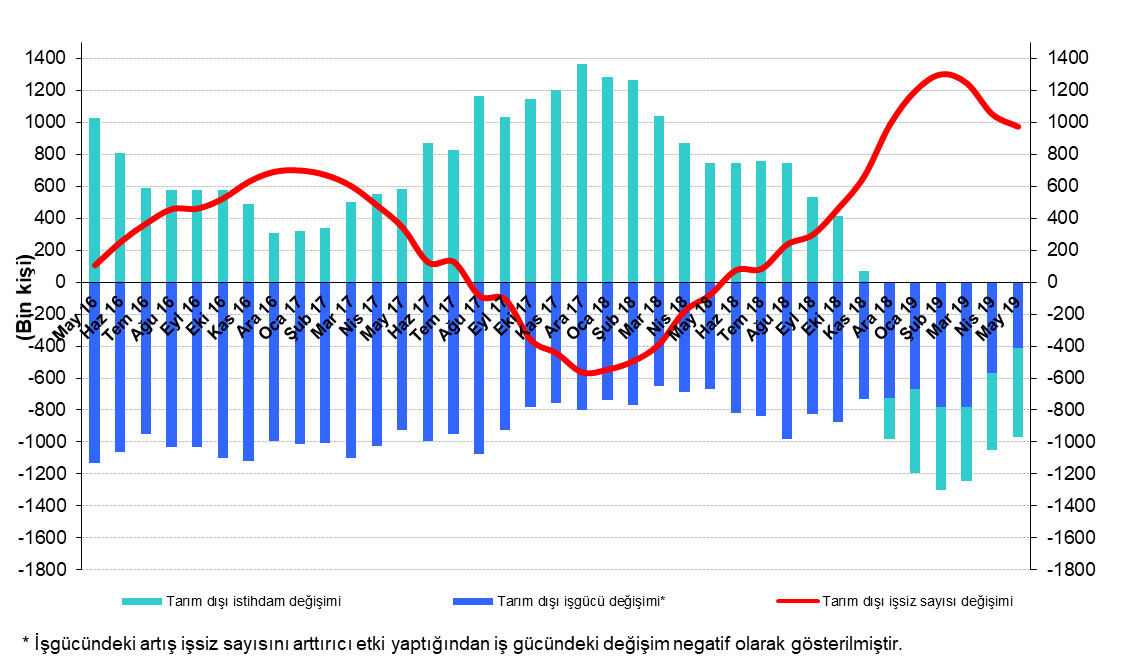 1400
1200
1000
800
600
400
200
0
-200
-400
-600
-800
-1000
-1200
-1400
-1600
-1800
(Bin kişi)
May 16
Haz 16
Tem 16
Ağu 16
Eyl 16
Eki 16
Kas 16
Ara 16
Oca 17
Şub 17
Mar 17
Nis 17
May 17
Haz 17
Tem 17
Ağu 17
Eyl 17
Eki 17
Kas 17
Ara 17
Oca 18
Şub 18
Mar 18
Nis 18
May 18
Haz 18
Tem 18
Ağu 18
Eyl 18
Eki 18
Kas 18
Ara 18
Oca 19
Şub 19
Mar 19
Nis 19
May 19
1400
1200
1000
800
600
400
200
0
-200
-400
-600
-800
-1000
-1200
-1400
-1600
-1800
Tarım dışı istihdam değişimi
Tarım dışı işgücü değişimi*
Tarım dışı işsiz sayısı değişimi
* İşgücündeki artış işsiz sayısını arttırıcı etki yaptığından iş gücündeki değişim negatif olarak gösterilmiştir.